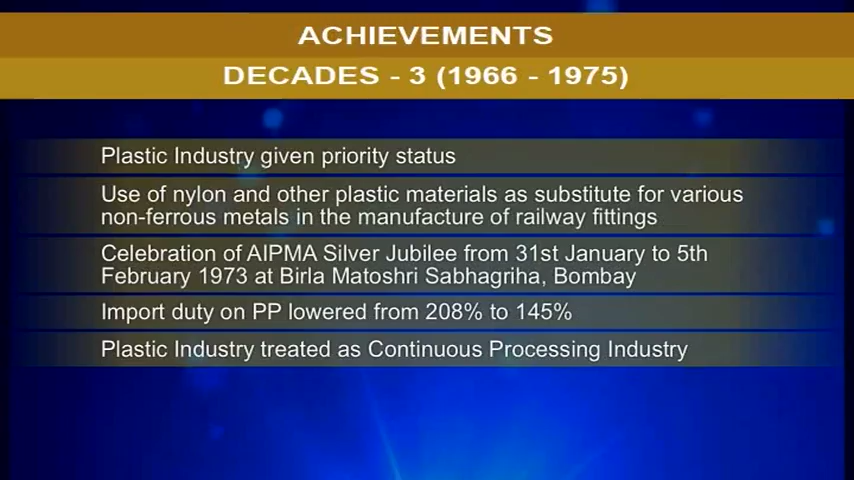 ACHIEVEMENTS
DECADES - 3 (1966 - 1975)
Plastic Industry given priority status
Use of nylon and other plastic materials as substitute for various
non-ferrous metals in the manufacture of railway fittings
Celebration of AIPMA Silver Jubilee from 31st January to 5th
February 1973 at Birla Matoshri Sabhagriha, Bombay
Import duty on PP lowered from 208% to 145%
Plastic Industry treated as Continuous Processing Industry